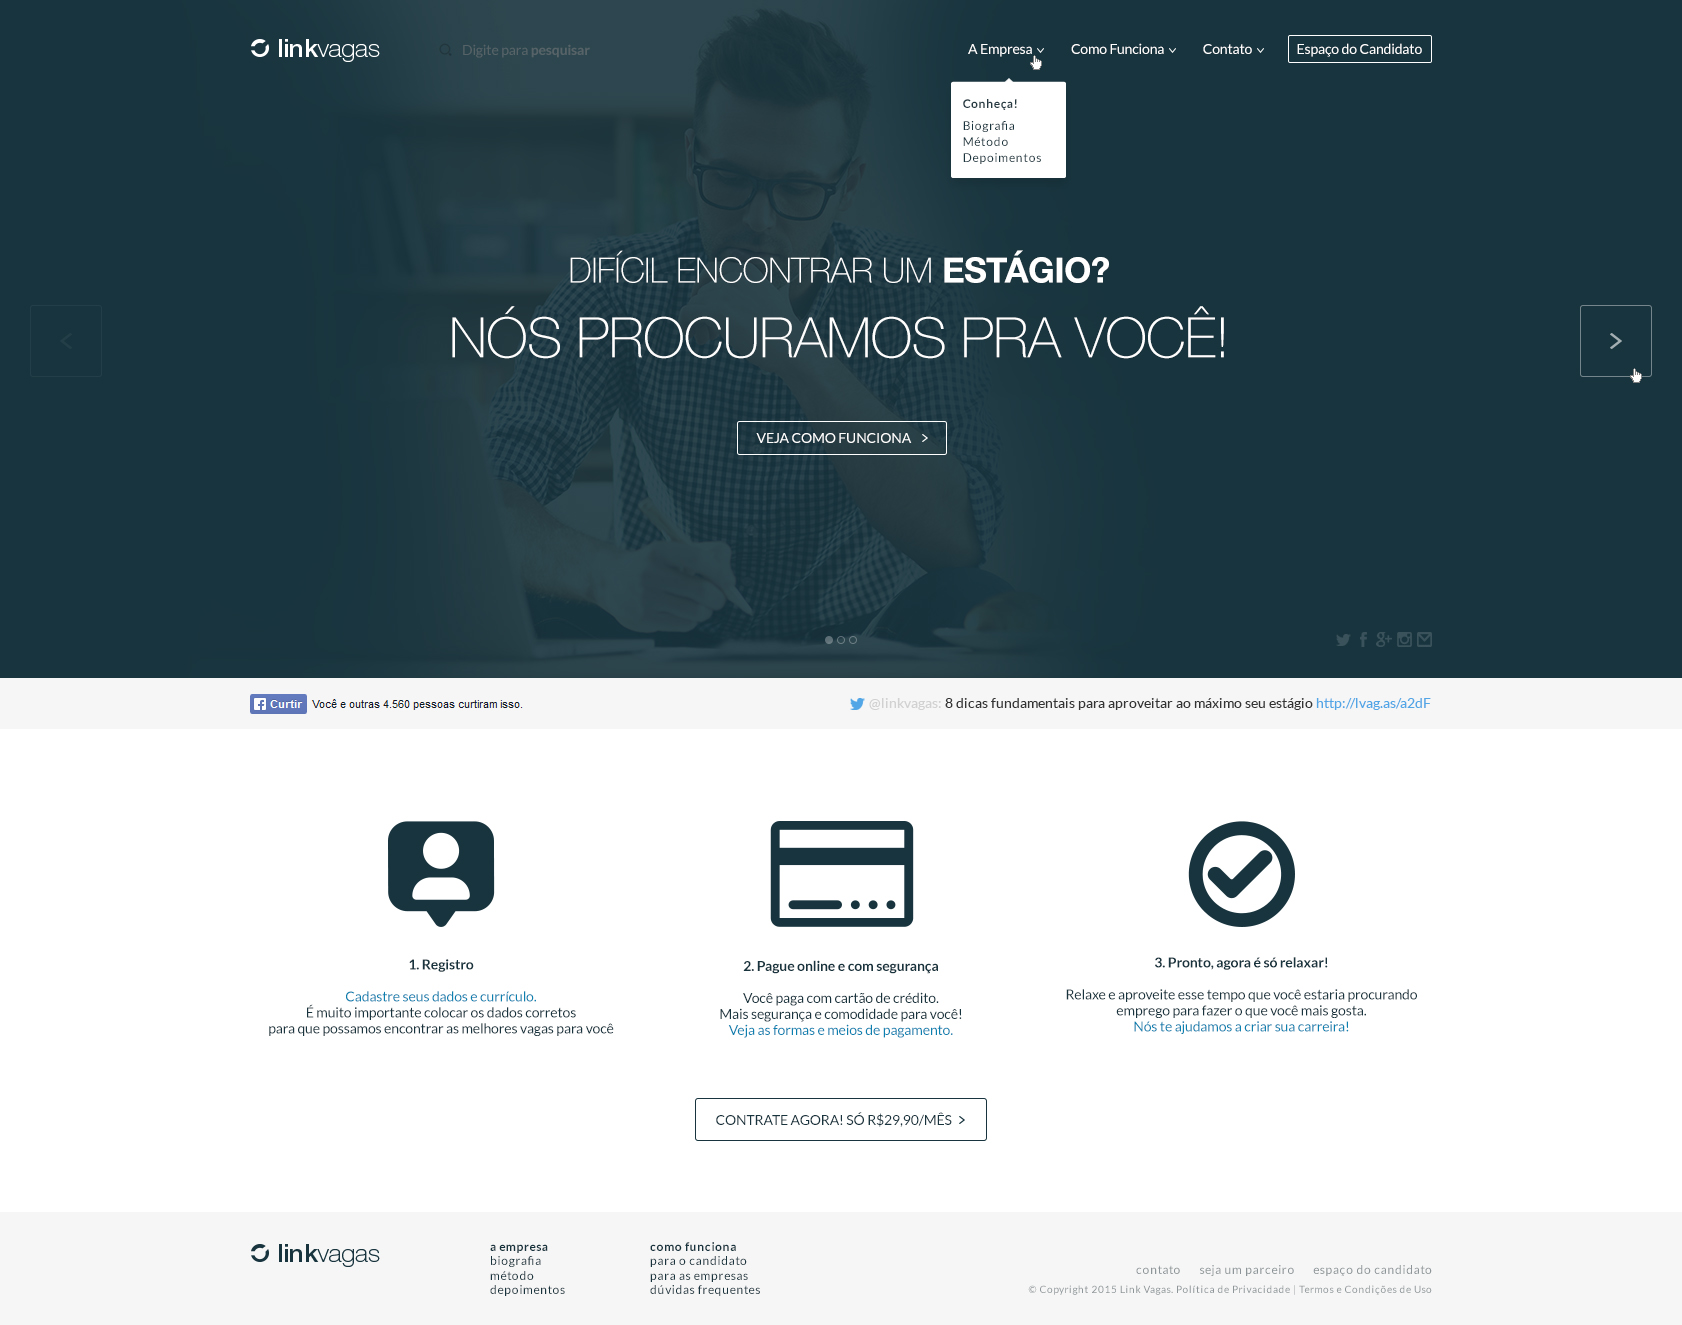 linkvagas
Digite para pesquisar
A Empresa
Como Funciona
Contato
Espaço do Candidato
Conheça!
Biografia
Método
Depoimentos
DIFÍCIL ENCONTRAR UM ESTÁGIO?
NÓS PROCURAMOS PRA VOCÊ!
VEJA COMO FUNCIONA >
Curtir Você e outras 4.560 pessoas curtiram isso.
@linkvagas: 8 dicas fundamentais para aproveitar ao máximo seu estágio http://lvag.as/a2dF
1. Registro
Cadastre seus dados e currículo.
É muito importante colocar os dados corretos
para que possamos encontrar as melhores vagas para você
2. Pague online e com segurança
Você paga com cartão de crédito.
Mais segurança e comodidade para você!
Veja as formas e meios de pagamento.
3. Pronto, agora é só relaxar!
Relaxe e aproveite esse tempo que você estaria procurando
emprego para fazer o que você mais gosta.
Nós te ajudamos a criar sua carreira!
CONTRATE AGORA! SÓ R$29,90/MÊS >
linkvagas
a empresa
biografia
método
depoimentos
como funciona
para o candidato
para as empresas
dúvidas frequentes
contato
seja um parceiro
espaço do candidato
© Copyright 2015 Link Vagas. Política de Privacidade | Termos e Condições de Uso